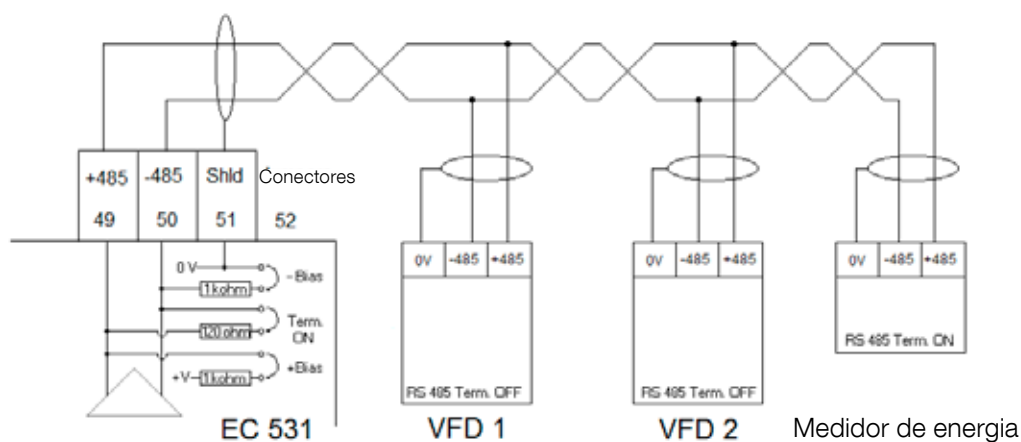 +485 -485 Shld Conectores
49 50 51 52
0 V
1kohm
- Bias
120 ohm
Term.
ON
+V
1kohm
+Bias
EC 531
0V -485 +485
RS 485 Term. OFF
VFD 1
0V -485 +485
RS 485 Term. OFF
VFD 2
0V -485 +485
RS 485 Term. ON
Medidor de energia